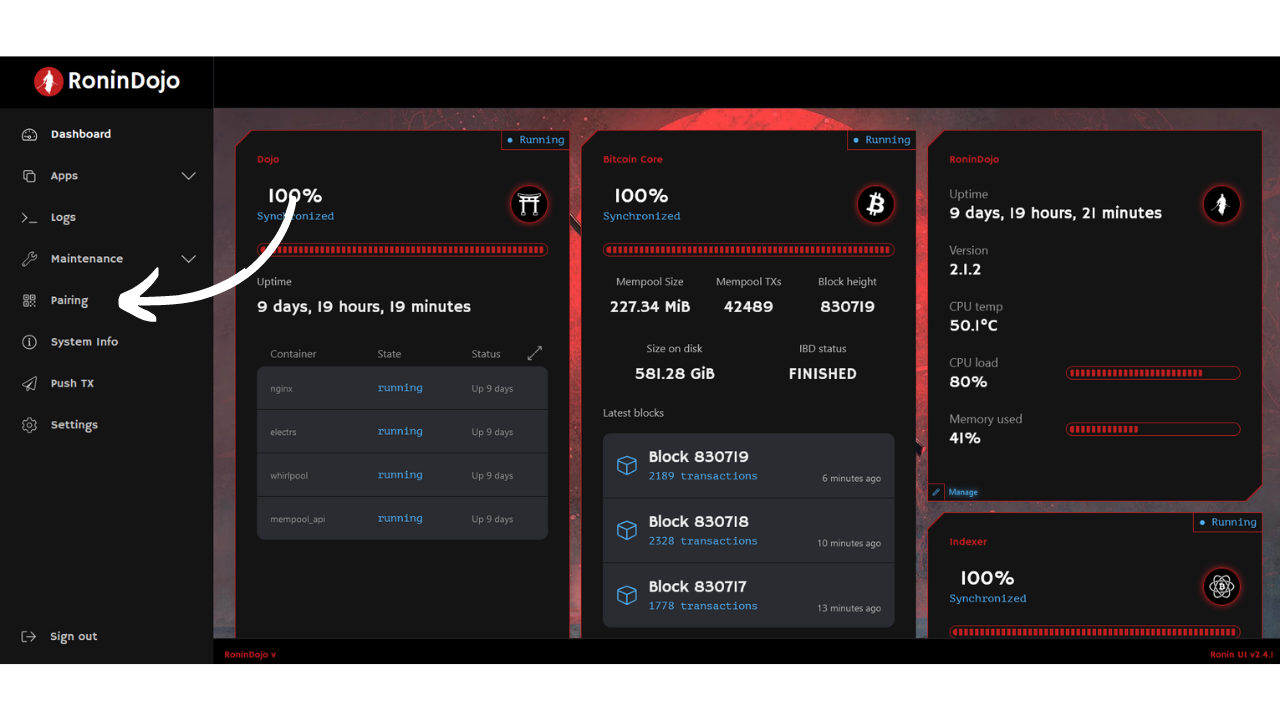 RoninDojo
Dashboard
Apps
Logs
Maintenance
Pairing
System Info
Push TX
Settings
Sign out
Running
Dojo
100%
Synchronized
Uptime
9 days, 19 hours, 19 minutes
Container State Status
nginx running Up 9 days
electrs running Up 9 days
whirlpool running Up 9 days
mempool_api running Up 9 days
Running
Bitcoin Core
100%
Synchronized
Mempool Size Mempool TXs Block height
227.34 MiB 42489 830719
Size on disk IBD status
581.28 GiB FINISHED
Latest blocks
Block 830719
2189 transactions 6 minutes ago
Block 830718
2328 transactions 10 minutes ago
Block 830717
1778 transactions 13 minutes ago
RoninDojo
Uptime
9 days, 19 hours, 21 minutes
Version
2.1.2
CPU temp
50.1°C
CPU load
80%
Memory used
41%
Manage
Running
Indexer
100%
Synchronized
RoninDojo v
Ronin UI v2.4.1